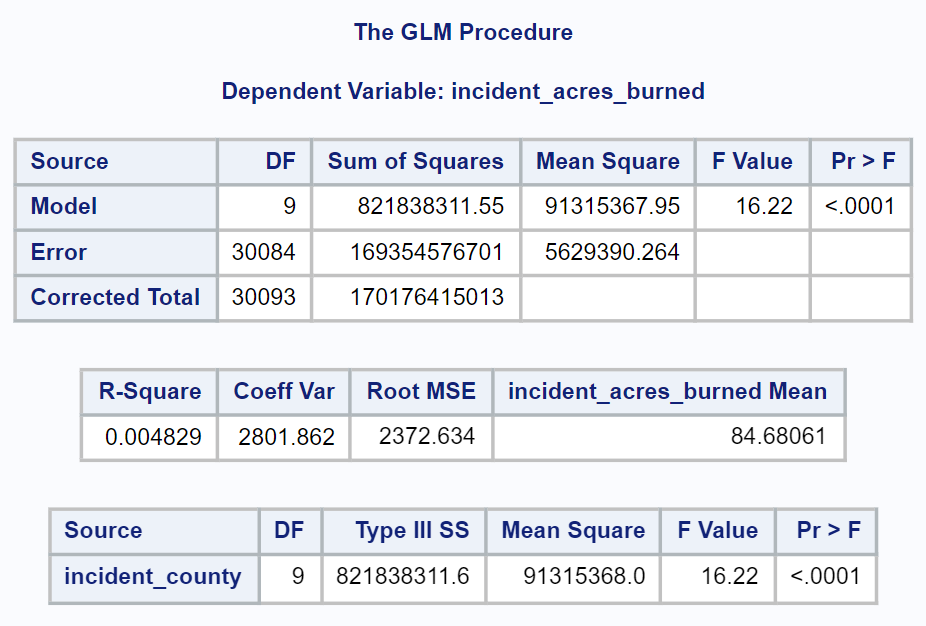 The GLM Procedure
Dependent Variable: incident_acres_burned
Source DF Sum of Squares Mean Square F Value Pr > F
Model 9 821838311.55 91315367.95 16.22 <.0001
Error 30084 169354576701 5629390.264
Corrected Total 30093 170176415013
R-Square Coeff Var Root MSE incident_acres_burned Mean
0.004829 2801.862 2372.634 84.68061
Source DF Type III SS Mean Square F Value Pr > F
incident_county 9 821838311.6 91315368.0 16.22 <.0001